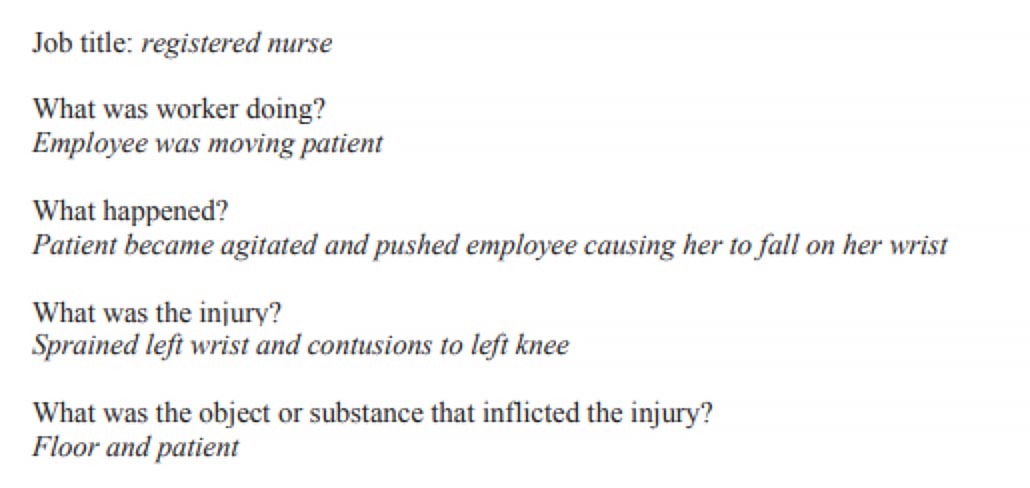 Job title: registered nurse
What was worker doing?
Employee was moving patient
What happened?
Patient became agitated and pushed employee causing her to fall on her wrist
What was the injury?
Sprained left wrist and contusions to left knee
What was the object or substance that inflicted the injury?
Floor and patient